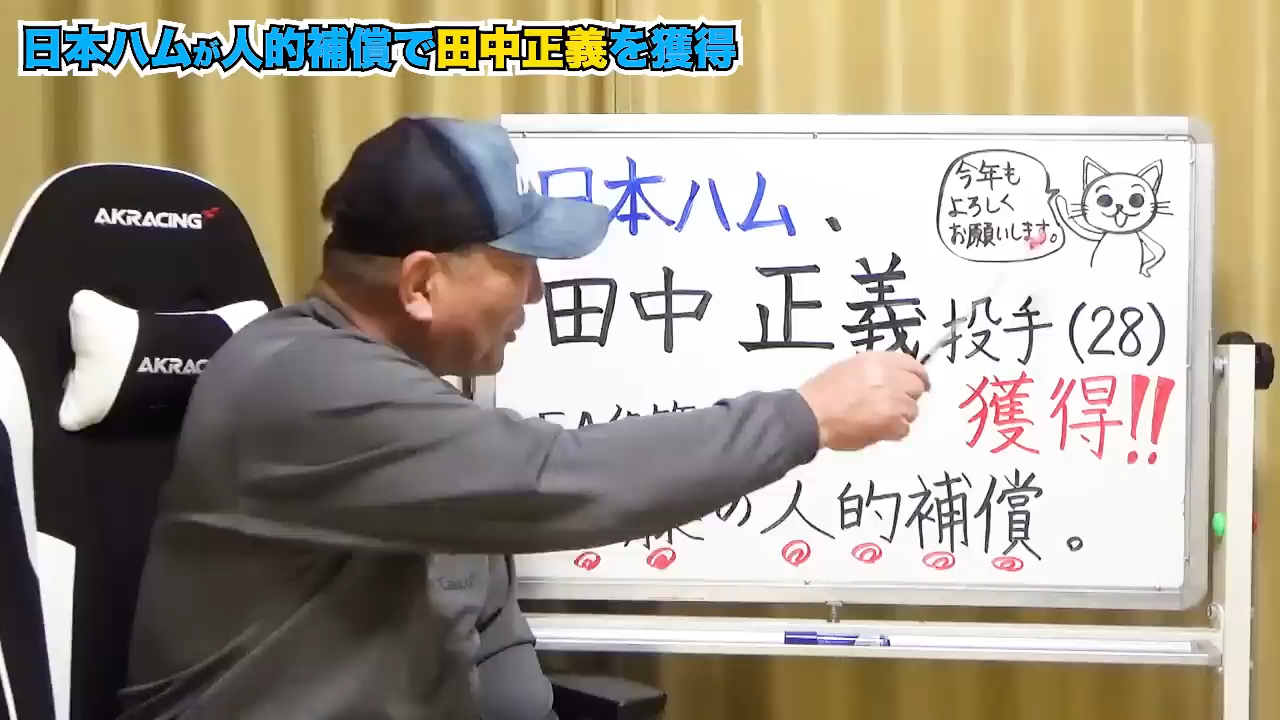 日本ハムが人的補償で田中正義を獲得
AKRACING
AKRAC
日本ハム、
今年も
よろしく
お願いします。
田中 正義 投手(28)
獲得!!
の人的補償。